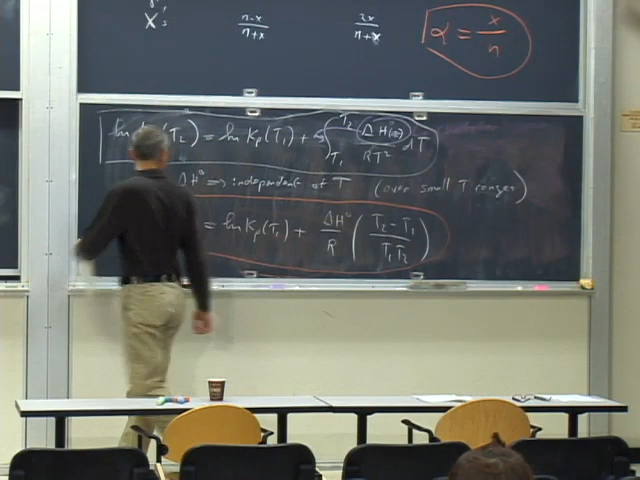 X's n-x/n+x 2x/n+x α = x/n
ln (T₂) = ln Kp(T₁) + ∫T₁T₂ ΔH(T)/RT² dT
ΔH° => independent of T (over small T ranges)
= ln Kp(T₁) + ΔH°/R (T₂ - T₁/T₁T₂)